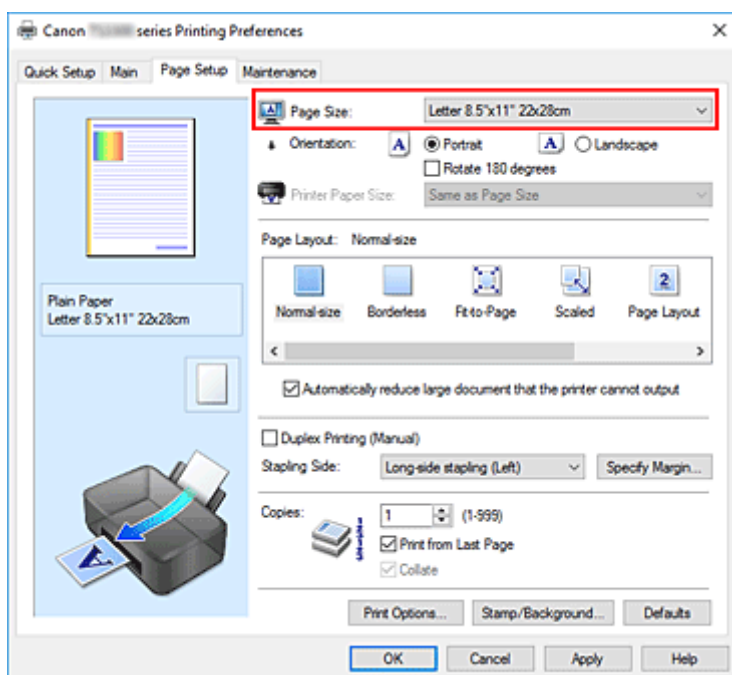 Canon series Printing Preferences
Quick Setup Main Page Setup Maintenance
Page Size: Letter 8.5"x11" 22x28cm
Orientation: A Portrait A Landscape
Rotate 180 degrees
Printer Paper Size: Same as Page Size
Page Layout: Normal-size
2
Normal-size Borderless Fit-to-Page Scaled Page Layout
Plain Paper
Letter 8.5"x11" 22x28cm
Automatically reduce large document that the printer cannot output
Duplex Printing (Manual)
Stapling Side: Long-side stapling (Left) Specify Margin...
Copies: 1 (1-999)
Print from Last Page
Collate
A
Print Options... Stamp/Background... Defaults
OK Cancel Apply Help